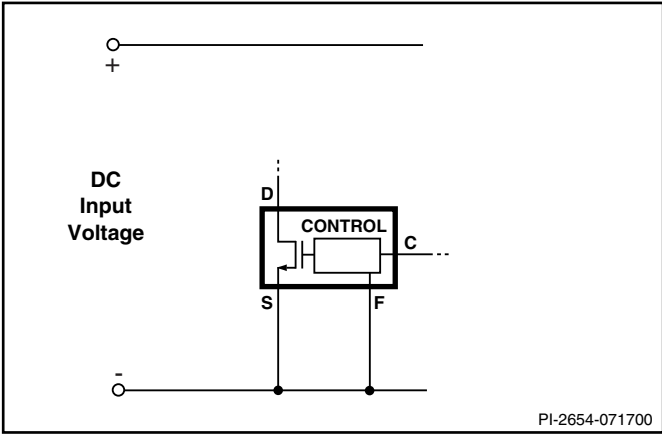 +
DC
Input
Voltage
D
CONTROL
C
S
F
-
PI-2654-071700